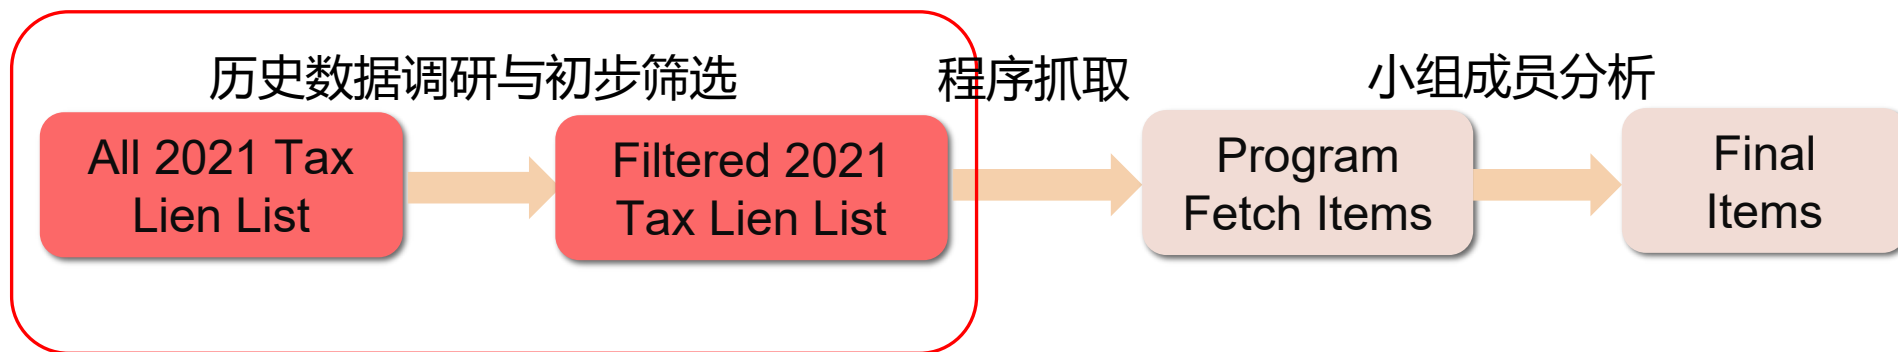 历史数据调研与初步筛选
程序抓取
小组成员分析
All 2021 Tax
Lien List
Filtered 2021
Tax Lien List
Program
Fetch Items
Final
Items